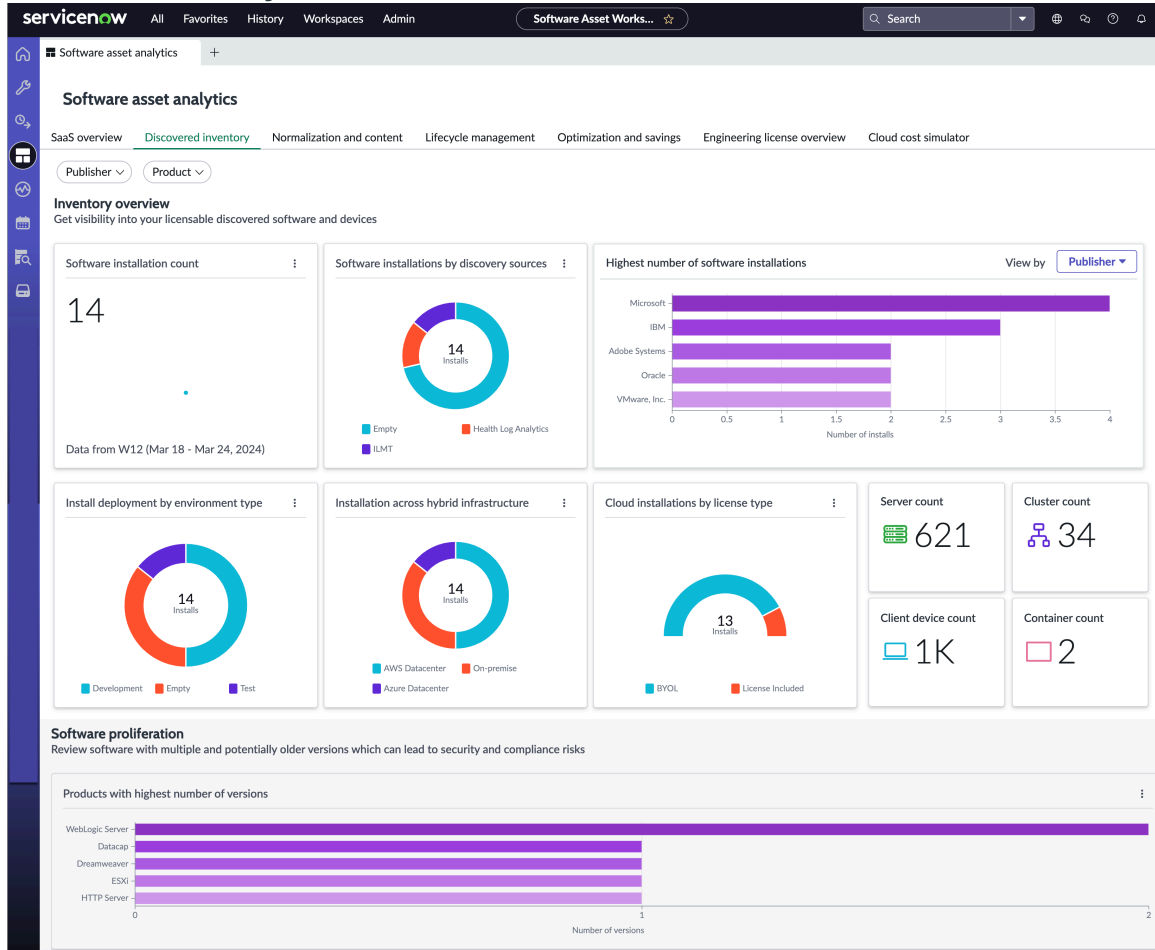 servicenow All Favorites History Workspaces Admin Software Asset Works... Search
Software asset analytics
Software asset analytics
SaaS overview Discovered inventory Normalization and content Lifecycle management Optimization and savings Engineering license overview Cloud cost simulator
Publisher Product
Inventory overview
Get visibility into your licensable discovered software and devices
Software installation count
14
Data from W12 (Mar 18 - Mar 24, 2024)
Software installations by discovery sources
14
Installs
Empty Health Log Analytics
ILMT
Highest number of software installations View by Publisher
Microsoft
IBM
Adobe Systems
Oracle
VMware, Inc.
0 0.5 1 1.5 2 2.5 3 3.5 4
Number of installs
Install deployment by environment type
14
Installs
Development Empty Test
Installation across hybrid infrastructure
14
Installs
AWS Datacenter On-premise
Azure Datacenter
Cloud installations by license type
13
Installs
BYOL License Included
Server count
621
Cluster count
34
Client device count
1K
Container count
2
Software proliferation
Review software with multiple and potentially older versions which can lead to security and compliance risks
Products with highest number of versions
WebLogic Server
Datacap
Dreamweaver
ESXi
HTTP Server
0 1 2
Number of versions